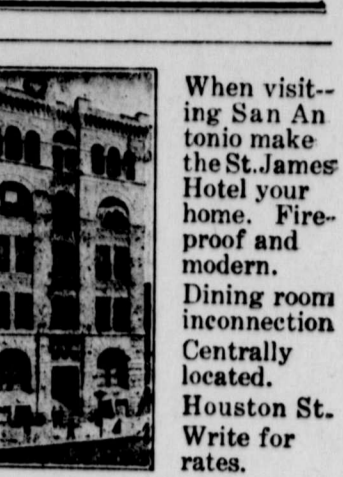 When visit--
ing San An
tonio make
the St. James
Hotel your
home. Fire-
proof and
modern.
Dining room
inconnection
Centrally
located.
Houston St.
Write for
rates.